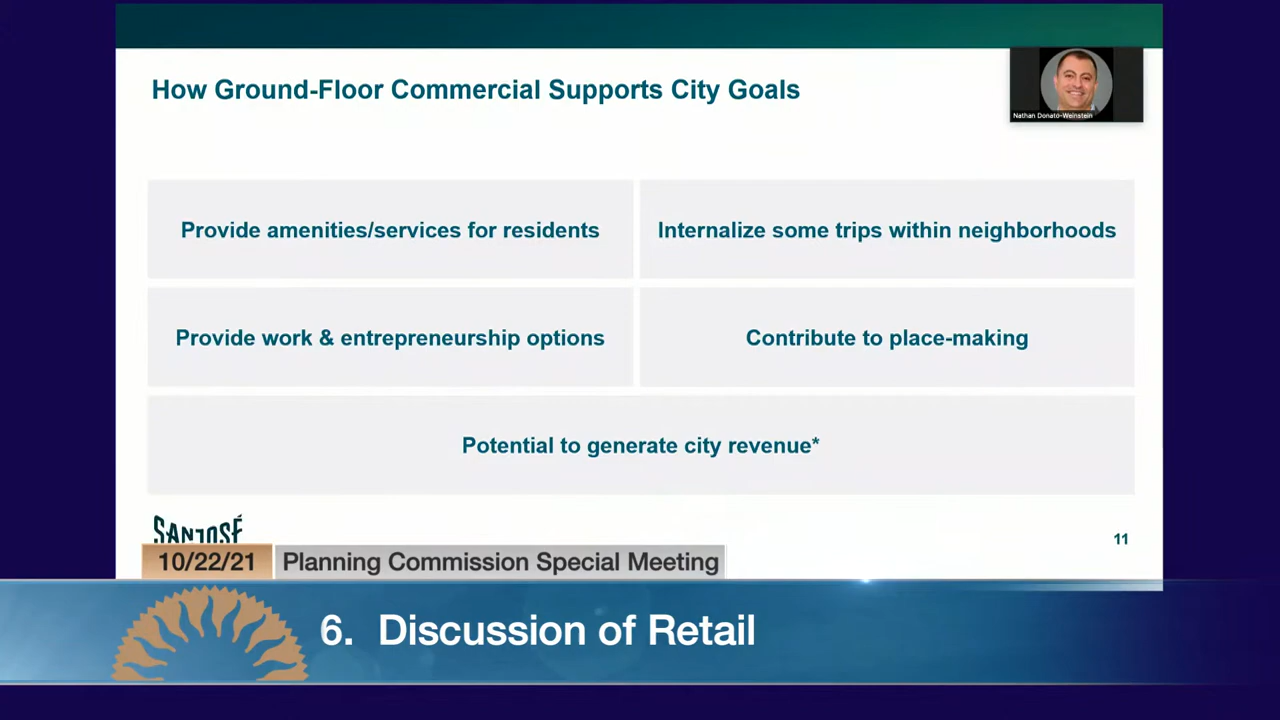 How Ground-Floor Commercial Supports City Goals
Nathan Donato-Weinstein
Provide amenities/services for residents
Internalize some trips within neighborhoods
Provide work & entrepreneurship options
Contribute to place-making
Potential to generate city revenue*
SAN JOSÉ
11
10/22/21
Planning Commission Special Meeting
6. Discussion of Retail